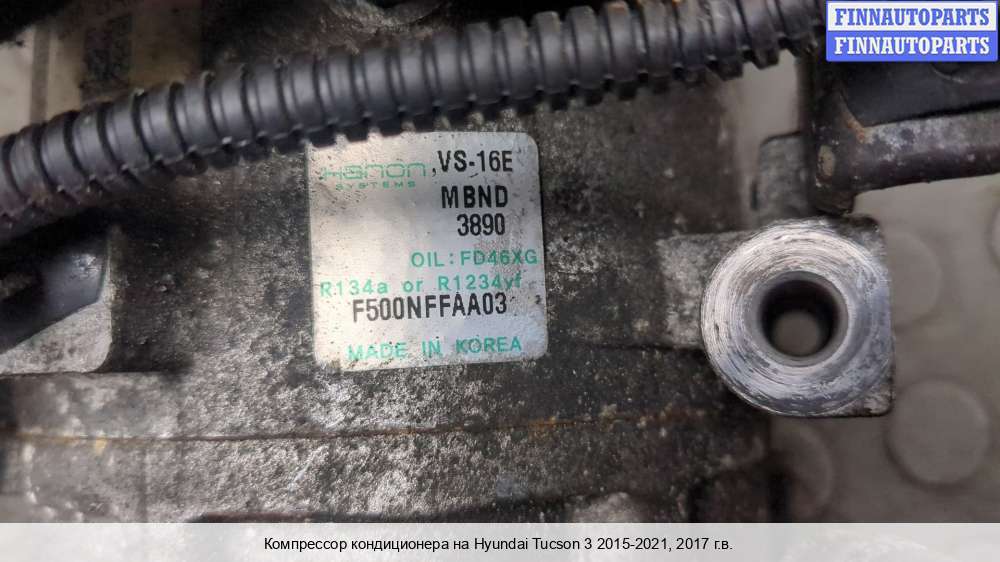 FINNAUTOPARTS
FINNAUTOPARTS
Hanon, VS-16E
SYSTEMS
MBND
3890
OIL: FD46XG
R134a or R1234yf
F500NFFAA03
MADE IN KOREA
Компрессор кондиционера на Hyundai Tucson 3 2015-2021, 2017 г.в.